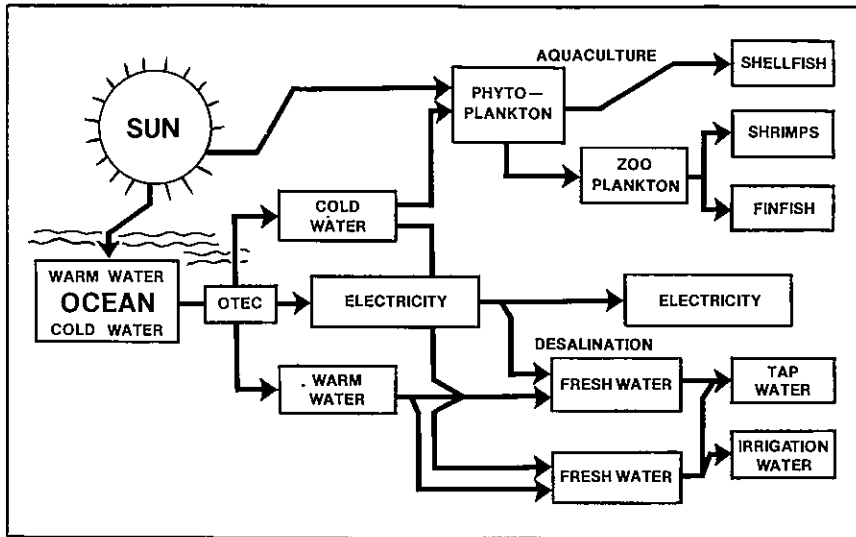 AQUACULTURE
SHELLFISH
SUN
PHYTO—
PLANKTON
SHRIMPS
ZOO
PLANKTON
FINFISH
COLD
WATER
WARM WATER
OCEAN
COLD WATER
OTEC
ELECTRICITY
ELECTRICITY
DESALINATION
WARM
WATER
FRESH WATER
TAP
WATER
FRESH WATER
IRRIGATION
WATER